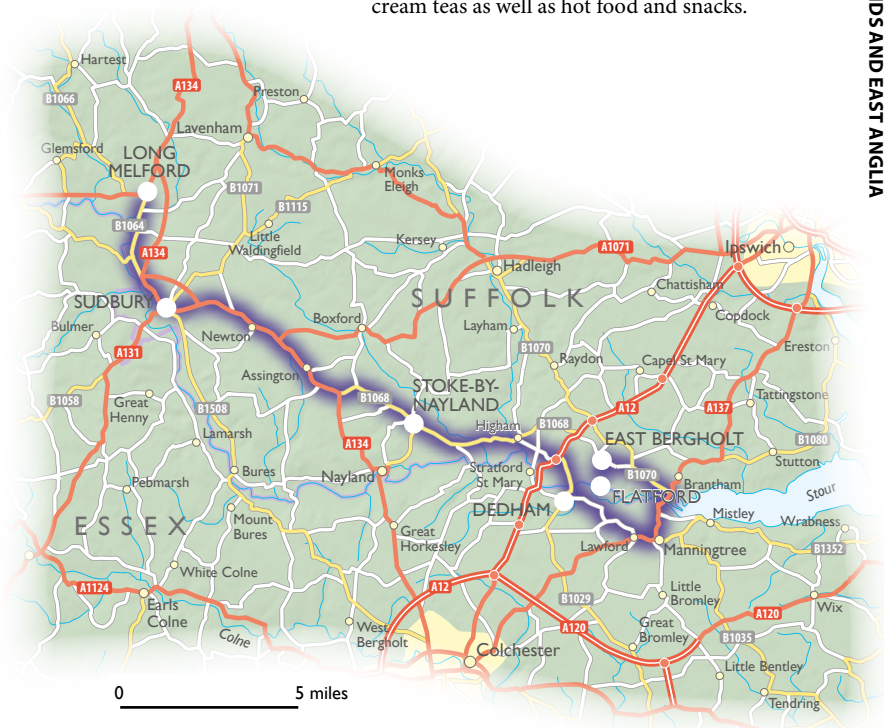 cream teas as well as hot food and snacks.
IDS AND EAST ANGLIA
Hartest
A134
B1066
Preston
Lavenham
Glemsford
LONG
MELFORD
Monks
Eleigh
B1071
B1115
B1064
Little
Waldingfield
Kersey
A134
A1071
Ipswich
Hadleigh
SUFFOLK
Chattisham
SUDBURY
Copdock
Bulmer
Newton
Boxford
Layham
A131
B1070
Ereston
Raydon
Capel St Mary
Assington
STOKE-BY-
NAYLAND
B1058
Great
Henny
B1508
B1068
Tattingstone
A12
A137
Higham
B1068
Lamarsh
A134
EAST BERGHOLT
B1080
Stratford
St Mary
Sutton
Bures
Nayland
B1070
Brantham
Pebmarsh
FLATFORD
Stour
DEDHAM
Mistley
Wrabness
ESSEX
Mount
Bures
Great
Horkesley
Lawford
Manningtree
B1352
White Colne
A1124
A12
Little
Bromley
Earls
Colne
B1029
Wix
A120
Great
Bromley
A120
Colne
West
Bergholt
B1035
Colchester
Little Bentley
Tendring
0
5 miles